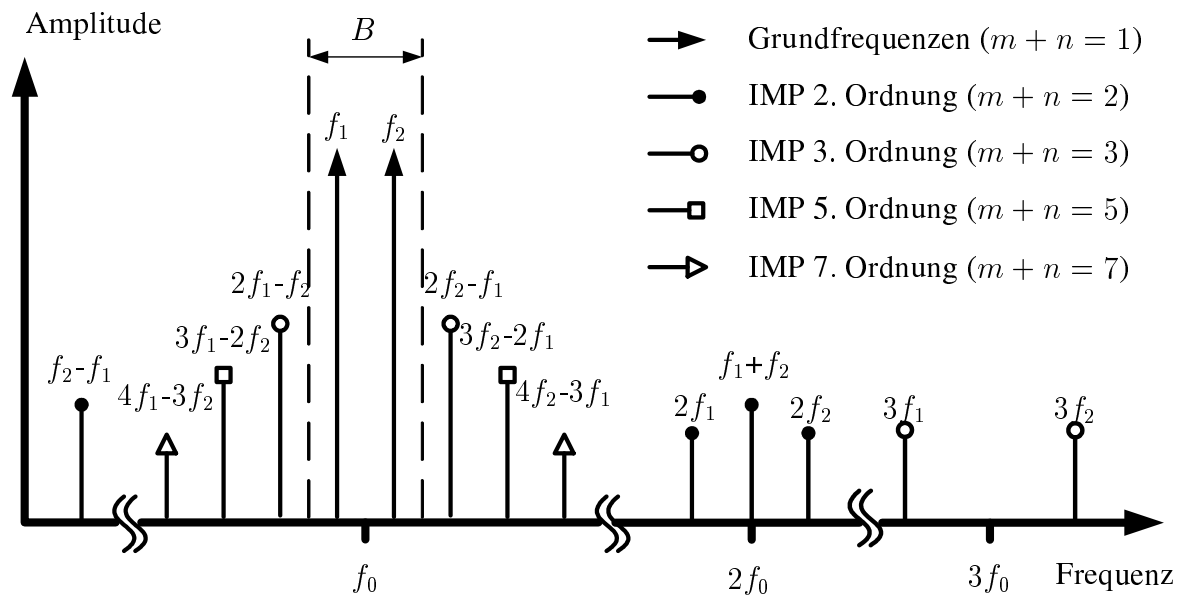 Amplitude
B
Grundfrequenzen (m + n = 1)
IMP 2. Ordnung (m + n = 2)
IMP 3. Ordnung (m + n = 3)
IMP 5. Ordnung (m + n = 5)
IMP 7. Ordnung (m + n = 7)
f₁
f₂
2f₁-f₂
2f₂-f₁
3f₁-2f₂
3f₂-2f₁
f₂-f₁
4f₁-3f₂
4f₂-3f₁
f₁+f₂
2f₁
2f₂
3f₁
3f₂
f₀
2f₀
3f₀
Frequenz